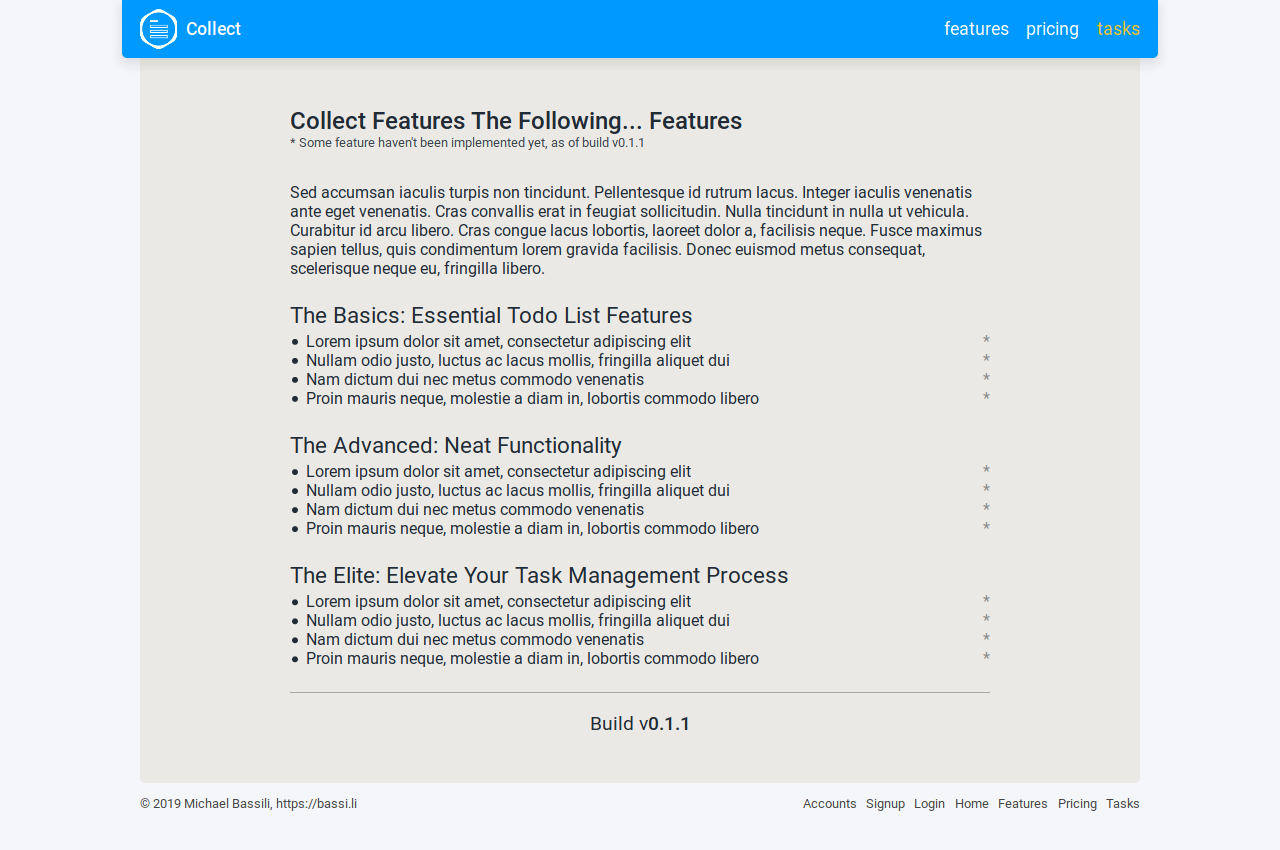 Collect
features pricing tasks
Collect Features The Following... Features
* Some feature haven't been implemented yet, as of build v0.1.1
Sed accumsan iaculis turpis non tincidunt. Pellentesque id rutrum lacus. Integer iaculis venenatis
ante eget venenatis. Cras convallis erat in feugiat sollicitudin. Nulla tincidunt in nulla ut vehicula.
Curabitur id arcu libero. Cras congue lacus lobortis, laoreet dolor a, facilisis neque. Fusce maximus
sapien tellus, quis condimentum lorem gravida facilisis. Donec euismod metus consequat,
scelerisque neque eu, fringilla libero.
The Basics: Essential Todo List Features
• Lorem ipsum dolor sit amet, consectetur adipiscing elit *
• Nullam odio justo, luctus ac lacus mollis, fringilla aliquet dui *
• Nam dictum dui nec metus commodo venenatis *
• Proin mauris neque, molestie a diam in, lobortis commodo libero *
The Advanced: Neat Functionality
• Lorem ipsum dolor sit amet, consectetur adipiscing elit *
• Nullam odio justo, luctus ac lacus mollis, fringilla aliquet dui *
• Nam dictum dui nec metus commodo venenatis *
• Proin mauris neque, molestie a diam in, lobortis commodo libero *
The Elite: Elevate Your Task Management Process
• Lorem ipsum dolor sit amet, consectetur adipiscing elit *
• Nullam odio justo, luctus ac lacus mollis, fringilla aliquet dui *
• Nam dictum dui nec metus commodo venenatis *
• Proin mauris neque, molestie a diam in, lobortis commodo libero *
Build v0.1.1
© 2019 Michael Bassili, https://bassi.li
Accounts Signup Login Home Features Pricing Tasks